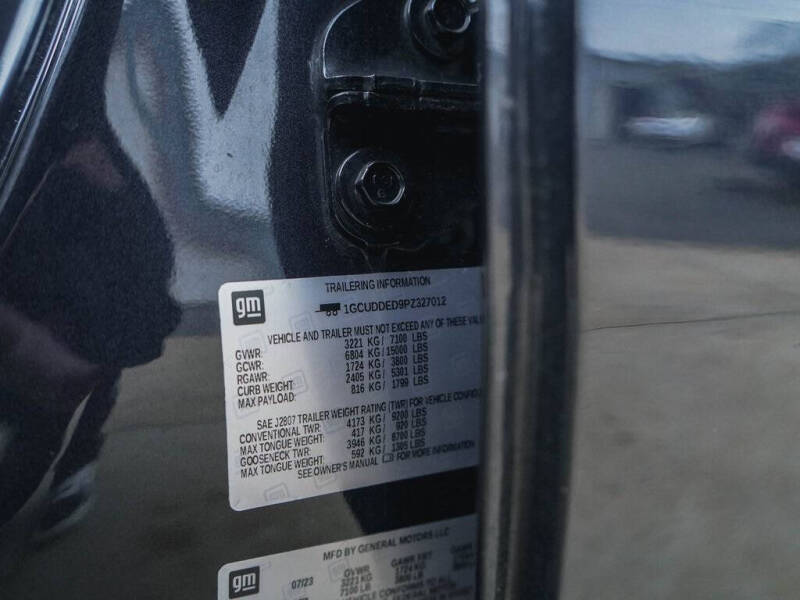 gm
TRAILERING INFORMATION
1GCUDDED9PZ327012
VEHICLE AND TRAILER MUST NOT EXCEED ANY OF THESE
GVWR: 3221 KG / 7100 LBS
GCWR: 6804 KG / 15000 LBS
RGAWR: 1724 KG / 3800 LBS
CURB WEIGHT: 2405 KG / 5301 LBS
MAX PAYLOAD: 816 KG / 1799 LBS
SAE J2807 TRAILER WEIGHT RATING (TWR) FOR VEHICLE
CONVENTIONAL TWR: 4173 KG / 9200 LBS
MAX TONGUE WEIGHT: 417 KG / 920 LBS
GOOSENECK TWR: 3946 KG / 8700 LBS
MAX TONGUE WEIGHT: 592 KG / 1305 LBS
SEE OWNER'S MANUAL FOR MORE INFORMATION
gm
MFD BY GENERAL MOTORS LLC
07/23 GVWR GAWR FRT
3221 KG 1724 KG
7100 LB 3800 LB